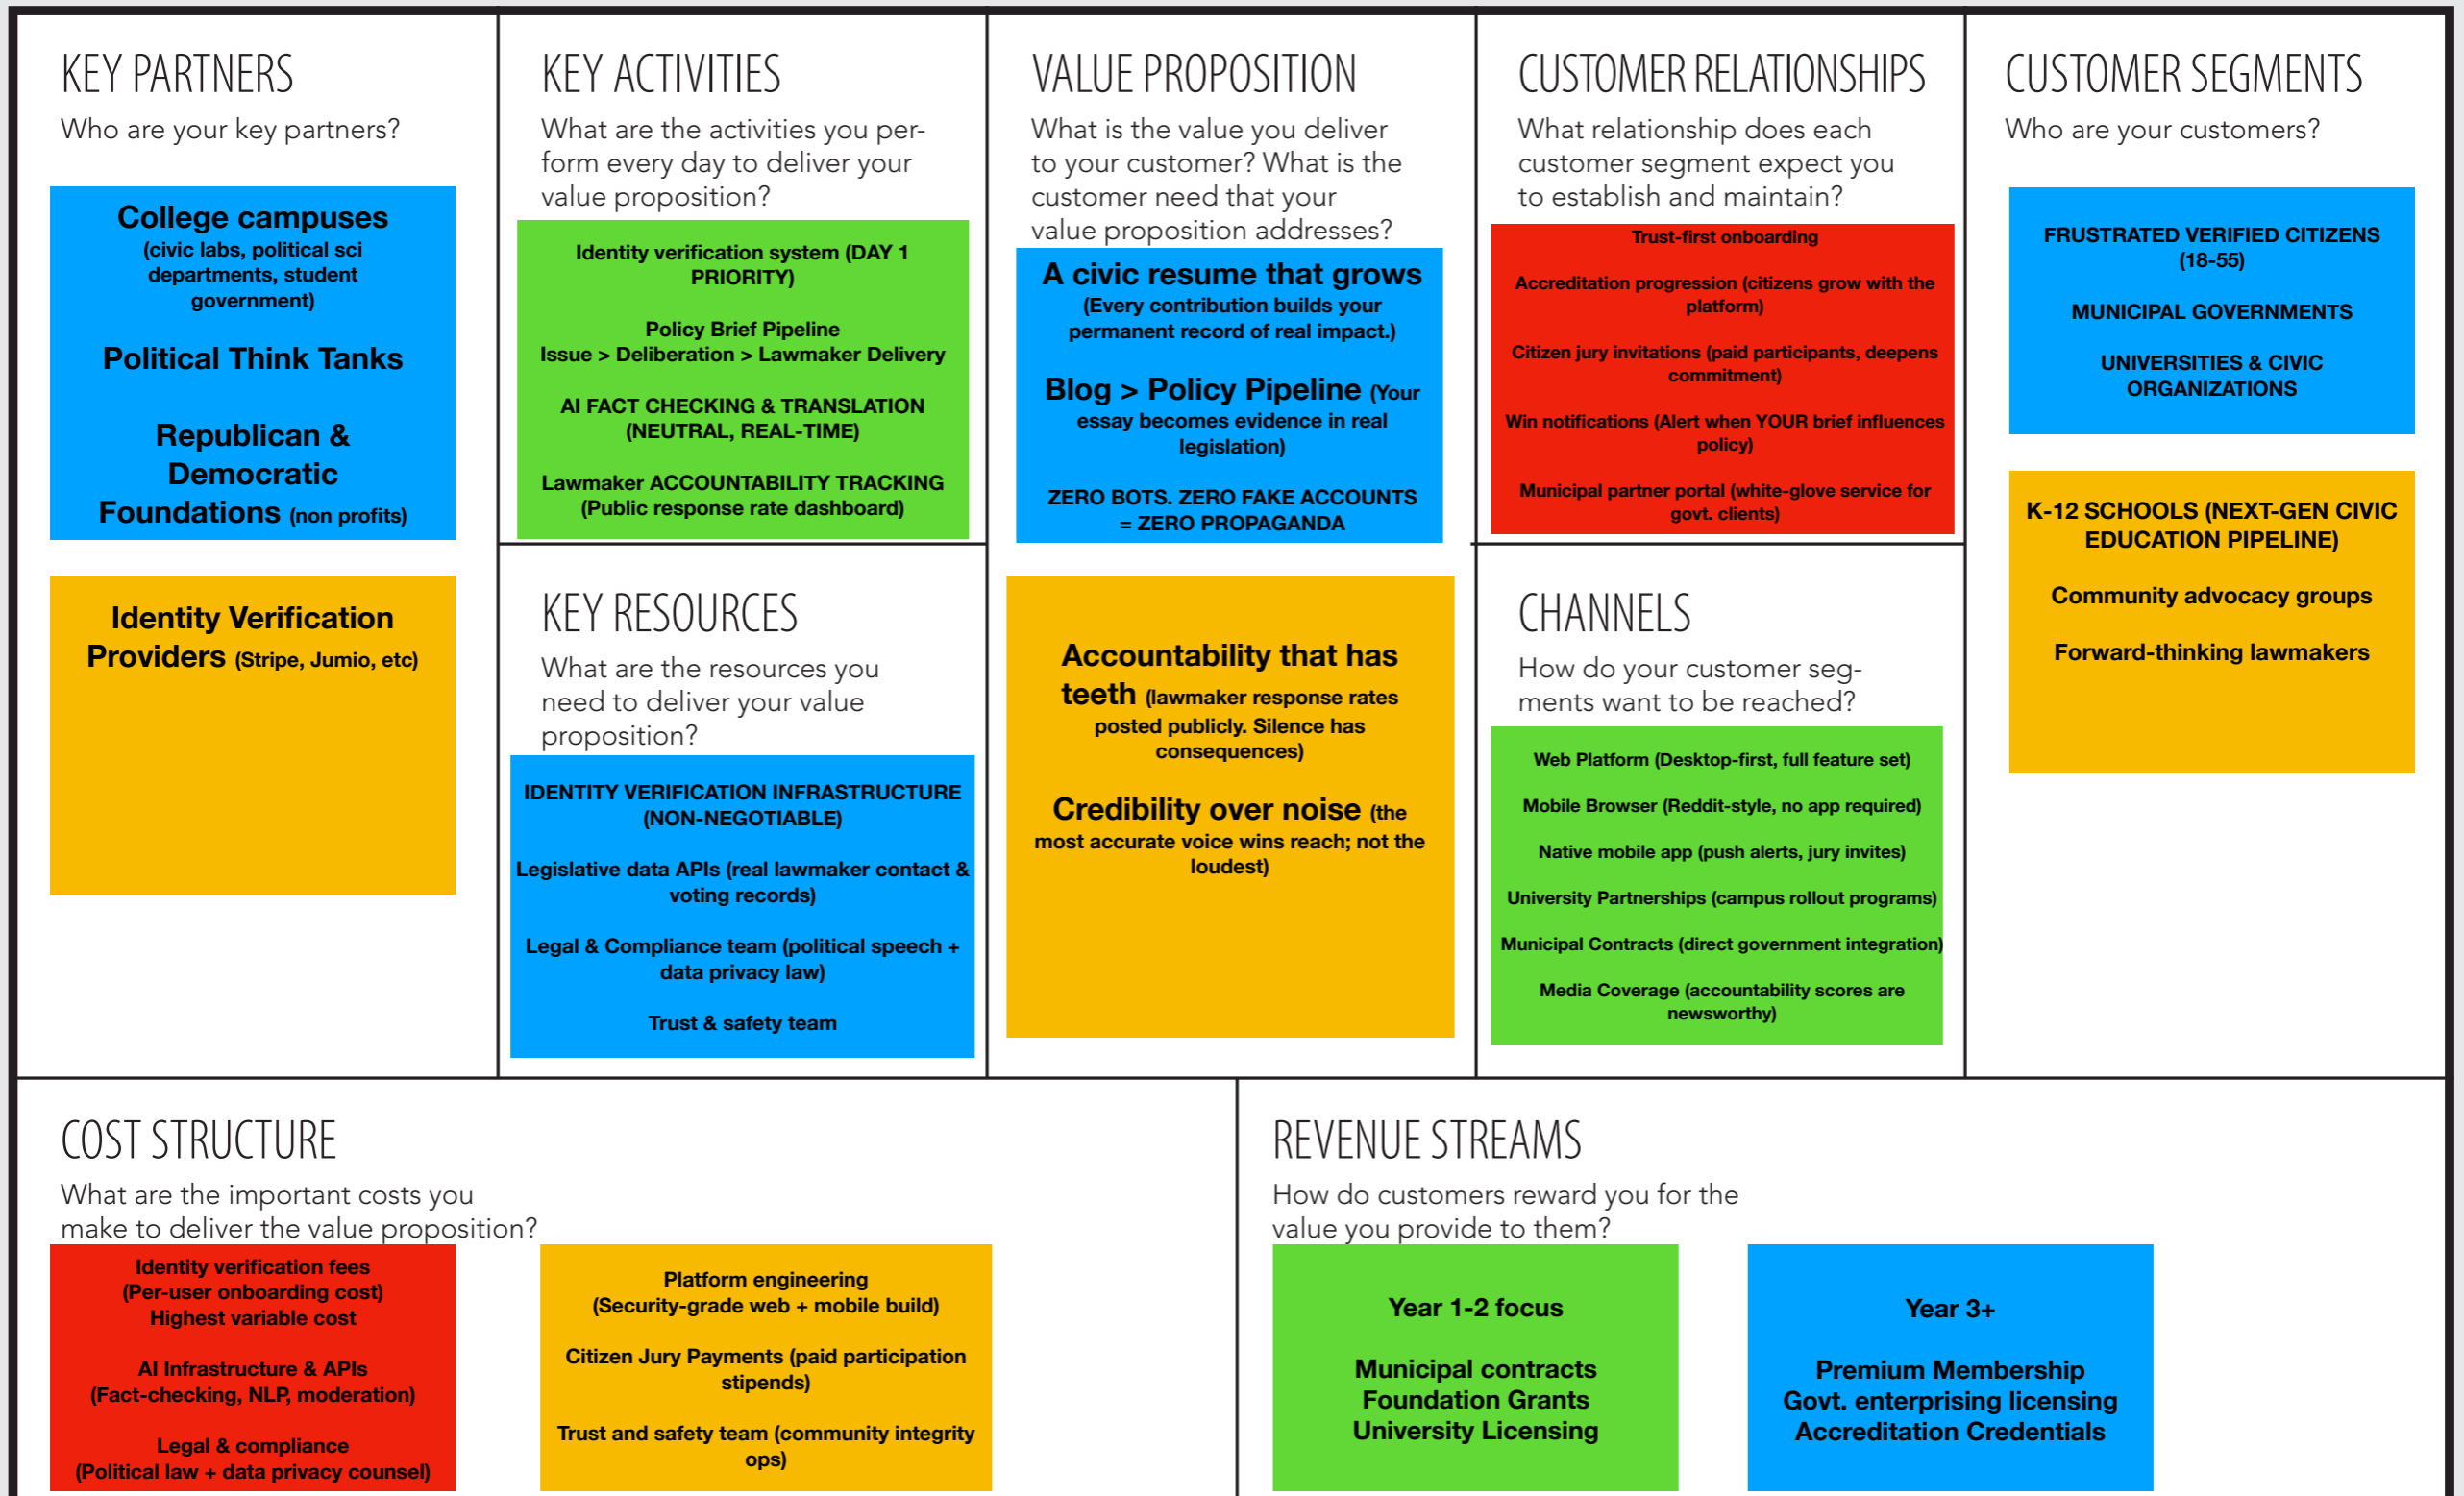 KEY PARTNERS
Who are your key partners?
College campuses
(civic labs, political sci
departments, student
government)
Political Think Tanks
Republican &
Democratic
Foundations (non profits)
Identity Verification
Providers (Stripe, Jumio, etc)
KEY ACTIVITIES
What are the activities you per-
form every day to deliver your
value proposition?
Identity verification system (DAY 1
PRIORITY)
Policy Brief Pipeline
Issue > Deliberation > Lawmaker Delivery
AI FACT CHECKING & TRANSLATION
(NEUTRAL, REAL-TIME)
Lawmaker ACCOUNTABILITY TRACKING
(Public response rate dashboard)
KEY RESOURCES
What are the resources you
need to deliver your value
proposition?
IDENTITY VERIFICATION INFRASTRUCTURE
(NON-NEGOTIABLE)
Legislative data APIs (real lawmaker contact &
voting records)
Legal & Compliance team (political speech +
data privacy law)
Trust & safety team
VALUE PROPOSITION
What is the value you deliver
to your customer? What is the
customer need that your
value proposition addresses?
A civic resume that grows
(Every contribution builds your
permanent record of real impact.)
Blog > Policy Pipeline (Your
essay becomes evidence in real
legislation)
ZERO BOTS. ZERO FAKE ACCOUNTS
= ZERO PROPAGANDA
Accountability that has
teeth (lawmaker response rates
posted publicly. Silence has
consequences)
Credibility over noise (the
most accurate voice wins reach; not the
loudest)
CUSTOMER RELATIONSHIPS
What relationship does each
customer segment expect you
to establish and maintain?
Trust-first onboarding
Accreditation progression (citizens grow with the
platform)
Citizen jury invitations (paid participants, deepens
commitment)
Win notifications (Alert when YOUR brief influences
policy)
Municipal partner portal (white-glove service for
govt. clients)
CHANNELS
How do your customer seg-
ments want to be reached?
Web Platform (Desktop-first, full feature set)
Mobile Browser (Reddit-style, no app required)
Native mobile app (push alerts, jury invites)
University Partnerships (campus rollout programs)
Municipal Contracts (direct government integration)
Media Coverage (accountability scores are
newsworthy)
CUSTOMER SEGMENTS
Who are your customers?
FRUSTRATED VERIFIED CITIZENS
(18-55)
MUNICIPAL GOVERNMENTS
UNIVERSITIES & CIVIC
ORGANIZATIONS
K-12 SCHOOLS (NEXT-GEN CIVIC
EDUCATION PIPELINE)
Community advocacy groups
Forward-thinking lawmakers
COST STRUCTURE
What are the important costs you
make to deliver the value proposition?
Identity verification fees
(Per-user onboarding cost)
Highest variable cost
AI Infrastructure & APIs
(Fact-checking, NLP, moderation)
Legal & compliance
(Political law + data privacy counsel)
Platform engineering
(Security-grade web + mobile build)
Citizen Jury Payments (paid participation
stipends)
Trust and safety team (community integrity
ops)
REVENUE STREAMS
How do customers reward you for the
value you provide to them?
Year 1-2 focus
Municipal contracts
Foundation Grants
University Licensing
Year 3+
Premium Membership
Govt. enterprising licensing
Accreditation Credentials